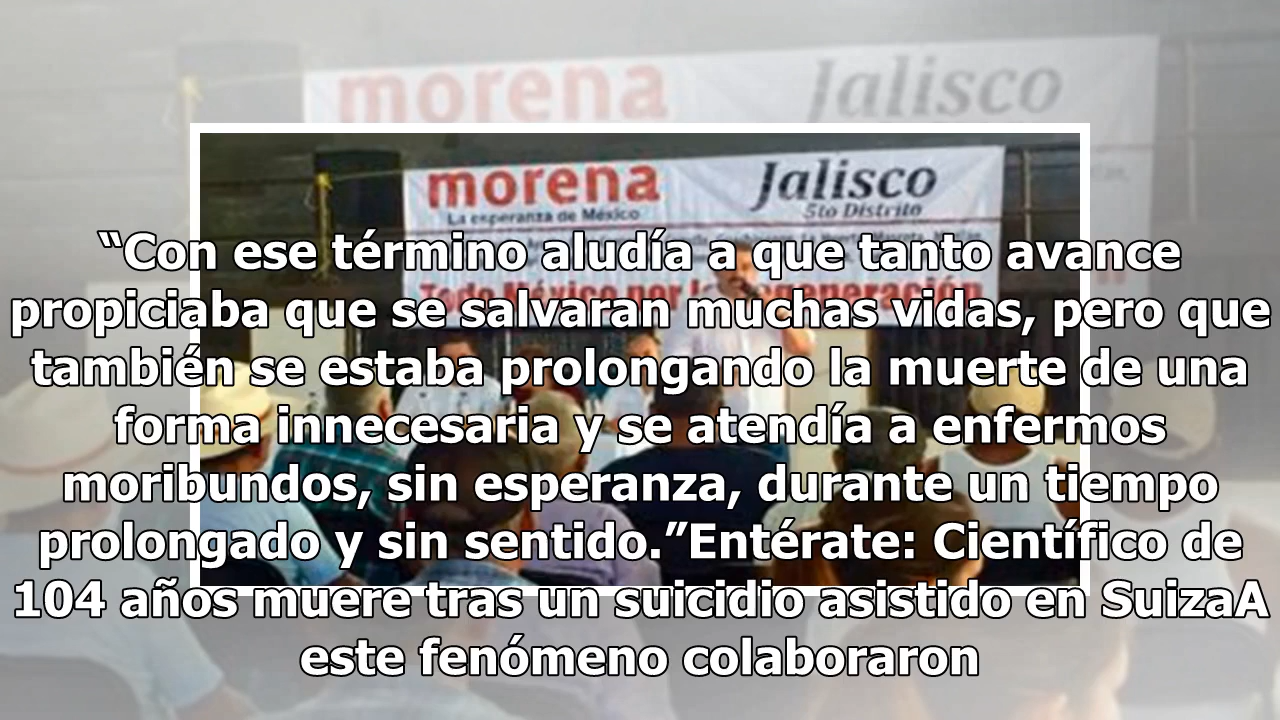 morena
Jalisco
morena
Jalisco
La esperanza de México
5to Distrito
“Con ese término aludía a que tanto avance
propiciaba que se salvaran muchas vidas, pero que
también se estaba prolongando la muerte de una
forma innecesaria y se atendía a enfermos
moribundos, sin esperanza, durante un tiempo
prolongado y sin sentido.”Entérate: Científico de
104 años muere tras un suicidio asistido en SuizaA
este fenómeno colaboraron